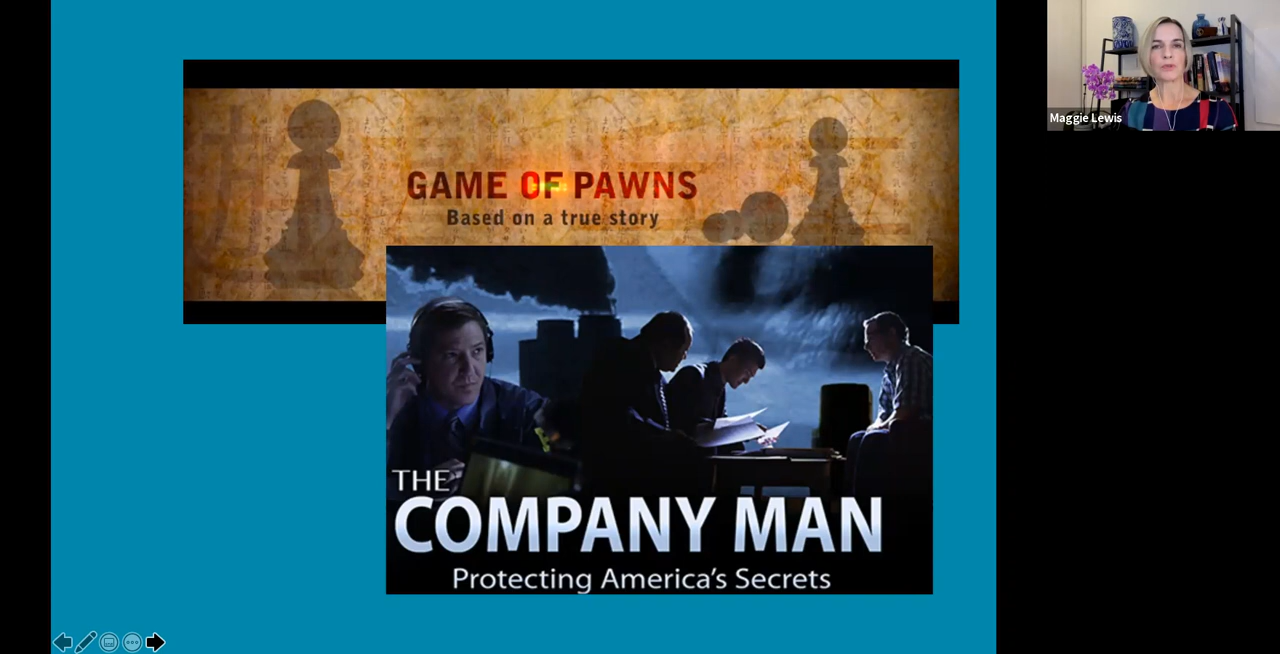 GAME OF PAWNS
Based on a true story
THE
COMPANY MAN
Protecting America's Secrets
Maggie Lewis